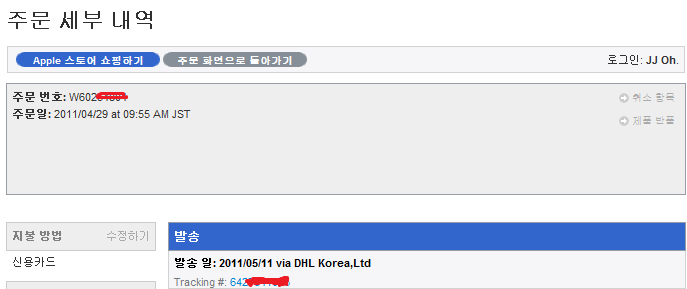 주문 세부 내역
Apple 스토어 쇼핑하기 주문 화면으로 돌아가기 로그인: JJ Oh.
주문 번호: W602 취소 항목
주문일: 2011/04/29 at 09:55 AM JST 제품 반품
지불 방법 수정하기 발송
신용카드 발송 일: 2011/05/11 via DHL Korea,Ltd
Tracking #: 642